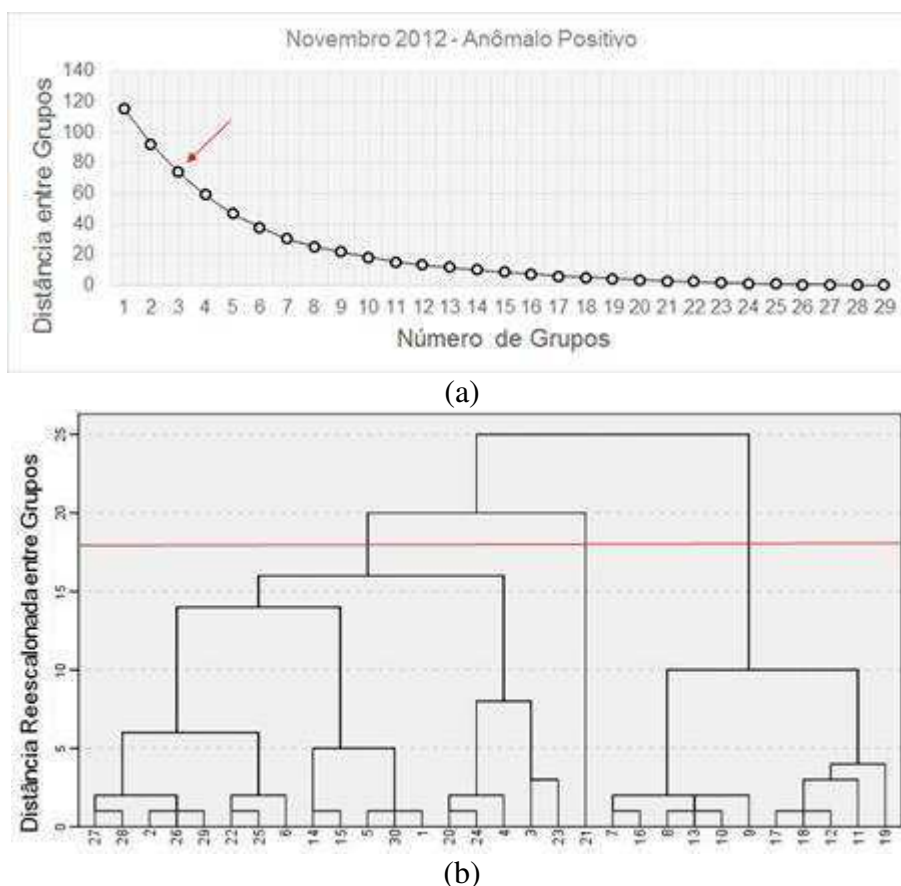 Novembro 2012 - Anômalo Positivo
Distância entre Grupos
140
120
100
80
60
40
20
0
1 2 3 4 5 6 7 8 9 10 11 12 13 14 15 16 17 18 19 20 21 22 23 24 25 26 27 28 29
Número de Grupos
(a)
Distância Reescalonada entre Grupos
25
20
15
10
5
0
27 28 2 26 29 22 25 6 14 15 5 30 1 20 24 4 3 23 21 7 16 8 13 10 9 17 18 12 11 19
(b)